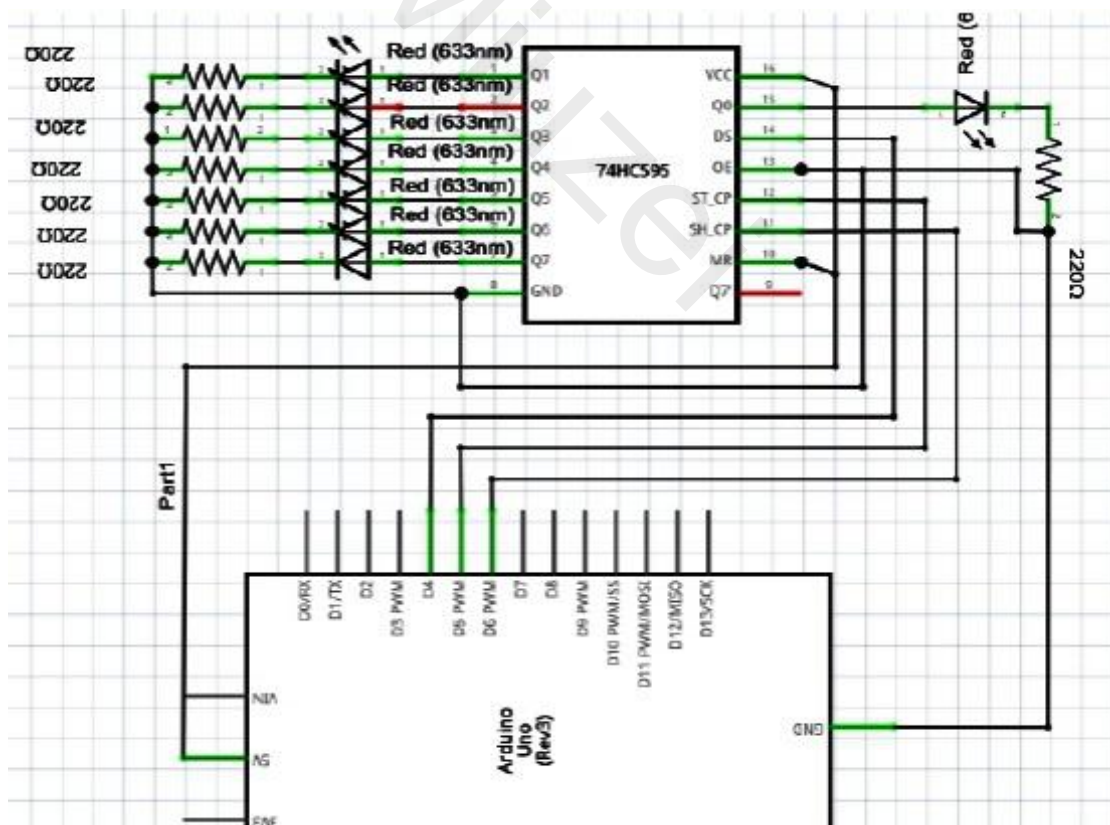 220Ω
220Ω
220Ω
220Ω
220Ω
220Ω
220Ω
Red (633nm)
Red (633nm)
Red (633nm)
Red (633nm)
Red (633nm)
Red (633nm)
Red (633nm)
Q1
Q2
Q3
Q4
Q5
Q6
Q7
8 GND
74HC595
VCC 16
Q0 15
DS 14
OE 13
ST_CP 12
SH_CP 11
MR 10
Q7' 9
Red (6
220Ω
Part1
D0/RX
D1/TX
D2
D3 PWM
D4
D5 PWM
D6 PWM
D7
D8
D9 PWM
D10 PWM/SS
D11 PWM/MOSI
D12/MISO
D13/SCK
VIN
5V
3V3
Arduino
Uno
(Rev3)
GND